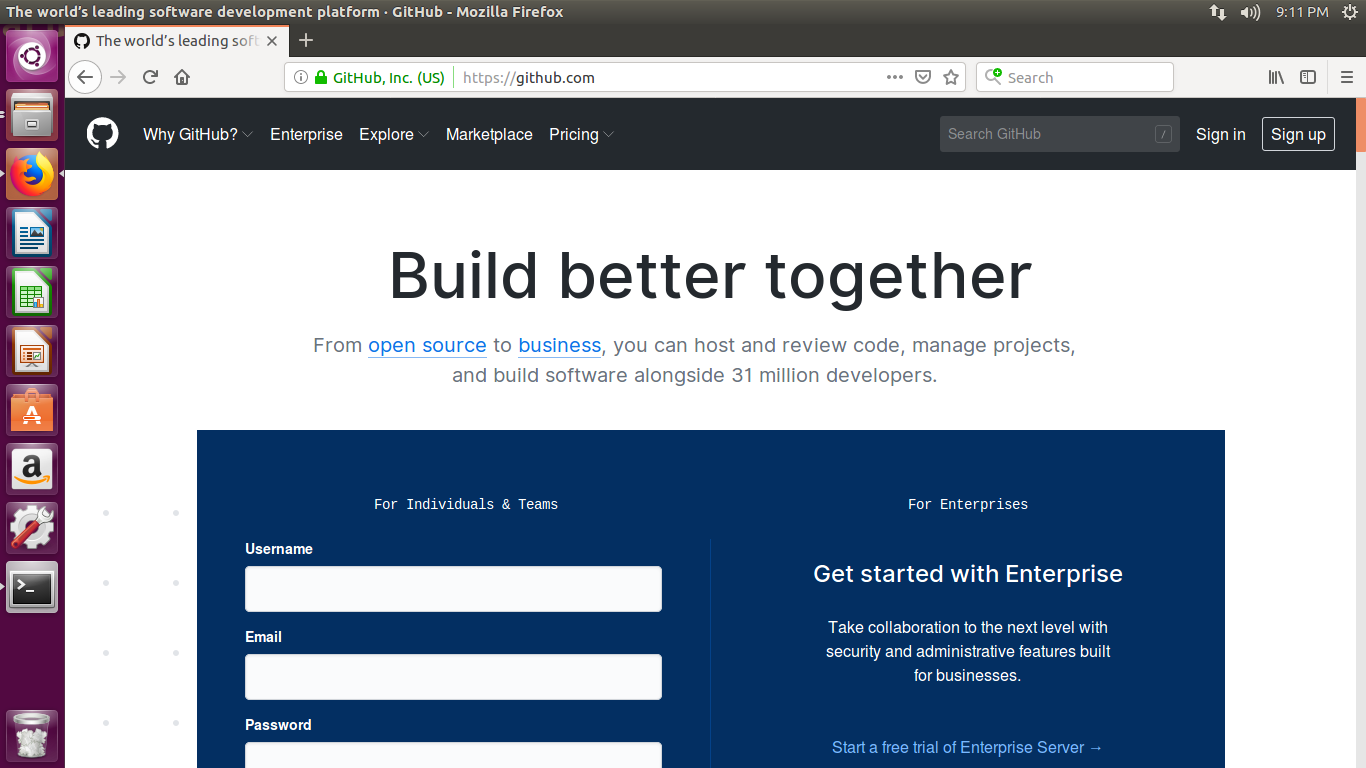 The world's leading software development platform · GitHub - Mozilla Firefox
9:11 PM
The world's leading soft
GitHub, Inc. (US)
https://github.com
Search
Why GitHub?
Enterprise
Explore
Marketplace
Pricing
Search GitHub
/
Sign in
Sign up
Build better together
From open source to business, you can host and review code, manage projects,
and build software alongside 31 million developers.
For Individuals & Teams
Username
Email
Password
For Enterprises
Get started with Enterprise
Take collaboration to the next level with
security and administrative features built
for businesses.
Start a free trial of Enterprise Server →